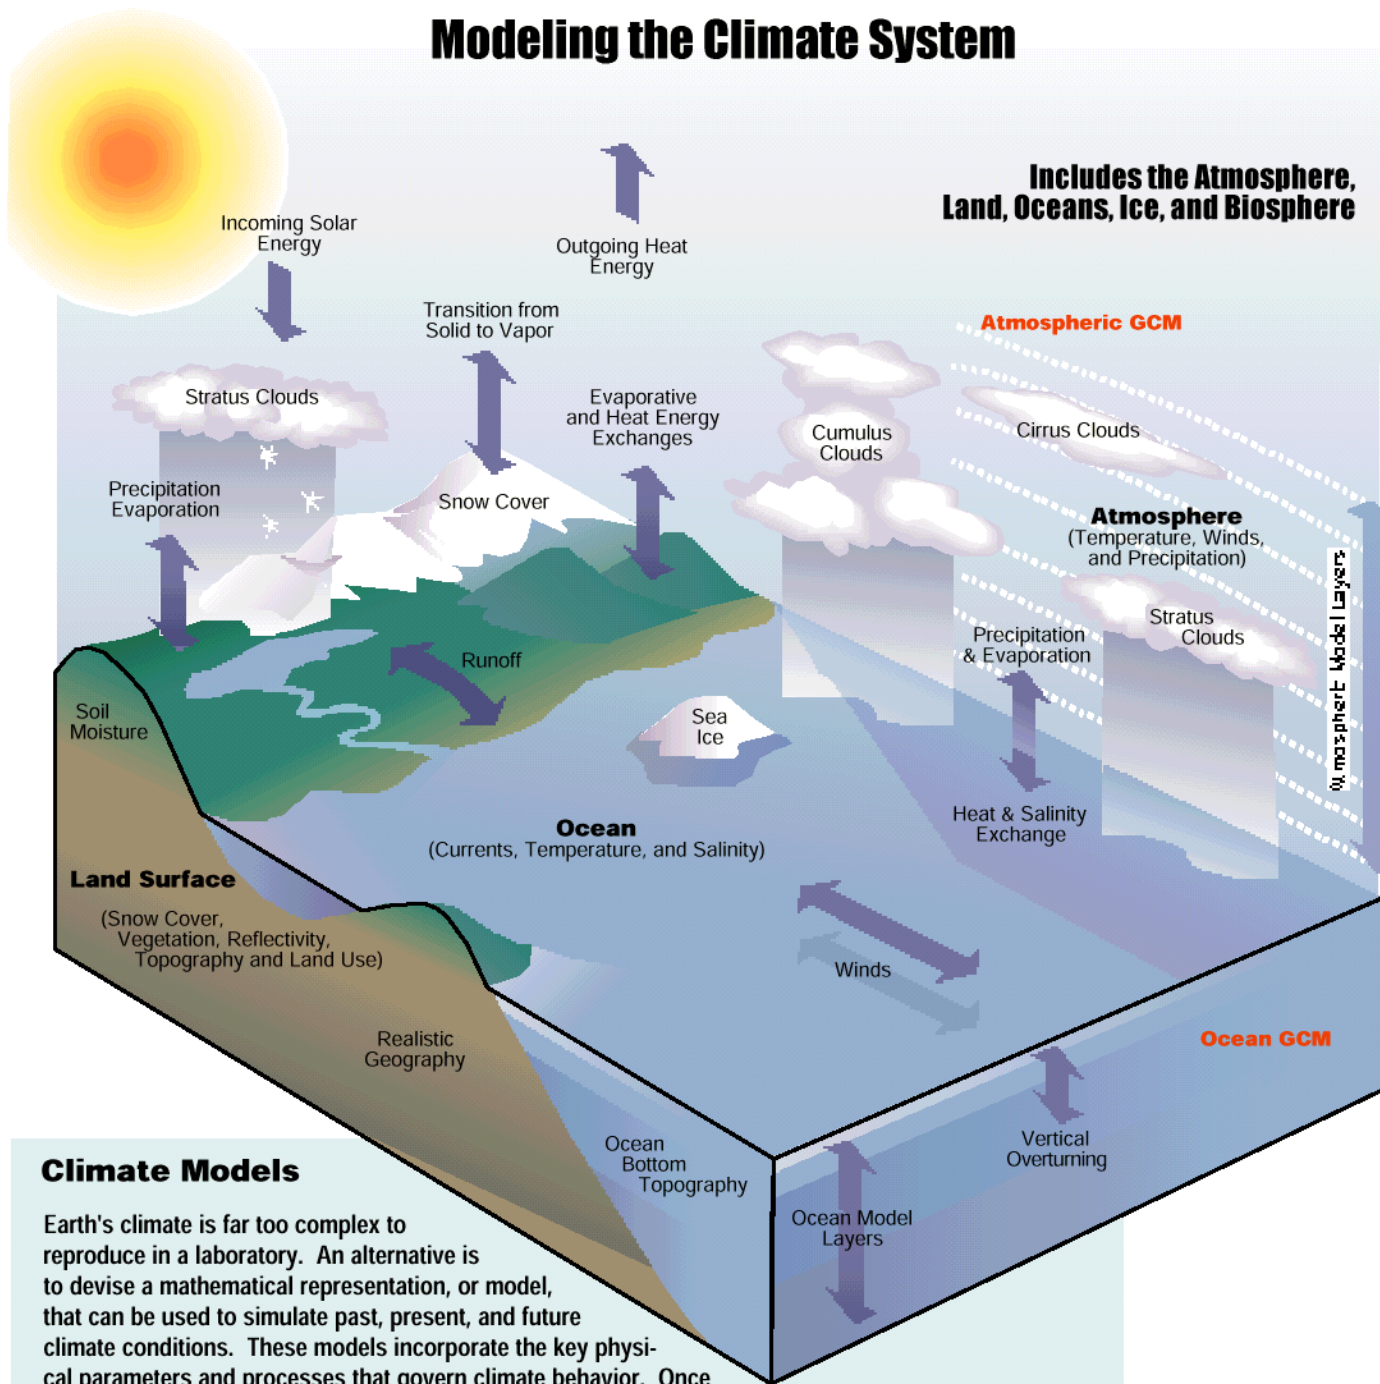 Modeling the Climate System
Includes the Atmosphere,
Land, Oceans, Ice, and Biosphere
Incoming Solar
Energy
Outgoing Heat
Energy
Transition from
Solid to Vapor
Atmospheric GCM
Stratus Clouds
Evaporative
and Heat Energy
Exchanges
Cumulus
Clouds
Cirrus Clouds
Precipitation
Evaporation
Snow Cover
Atmosphere
(Temperature, Winds,
and Precipitation)
Model Layers
Stratus
Clouds
Precipitation
& Evaporation
Runoff
Soil
Moisture
Sea
Ice
Heat & Salinity
Exchange
Ocean
(Currents, Temperature, and Salinity)
Land Surface
(Snow Cover,
Vegetation, Reflectivity,
Topography and Land Use)
Winds
Realistic
Geography
Ocean GCM
Vertical
Overturning
Ocean
Bottom
Topography
Ocean Model
Layers
Climate Models
Earth's climate is far too complex to
reproduce in a laboratory. An alternative is
to devise a mathematical representation, or model,
that can be used to simulate past, present, and future
climate conditions. These models incorporate the key physi-
cal parameters and processes that govern climate behavior. Once